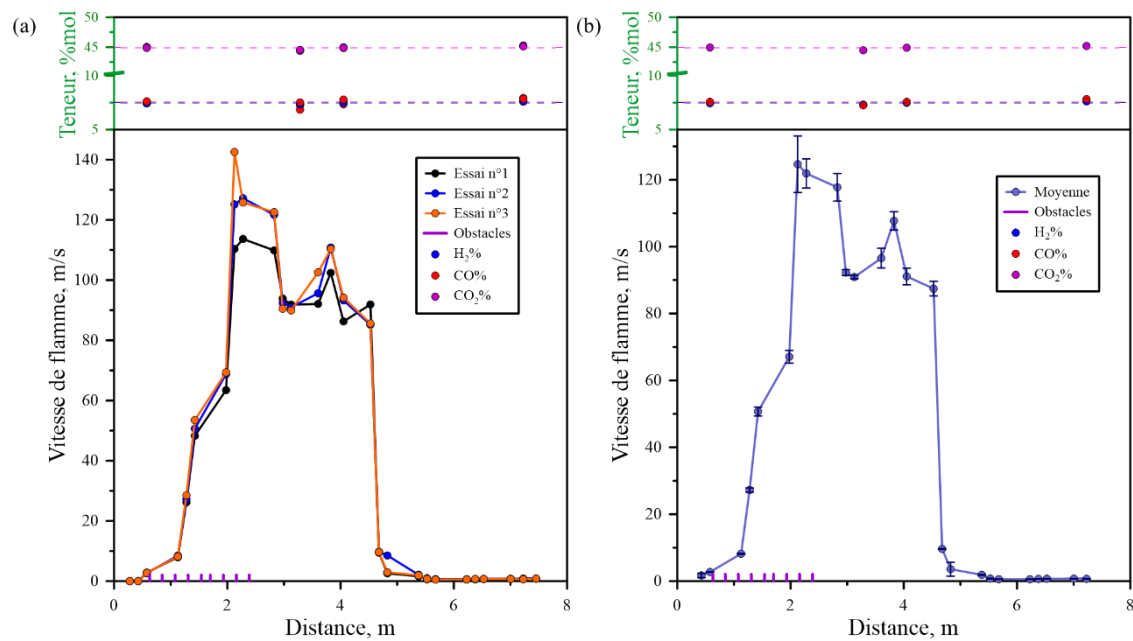 (a)
Teneur, %mol
50
45
10
5
Vitesse de flamme, m/s
140
120
100
80
60
40
20
0
Essai n°1
Essai n°2
Essai n°3
Obstacles
H₂%
CO%
CO₂%
0 2 4 6 8
Distance, m
(b)
Teneur, %mol
50
45
10
5
Vitesse de flamme, m/s
120
100
80
60
40
20
0
Moyenne
Obstacles
H₂%
CO%
CO₂%
0 2 4 6 8
Distance, m